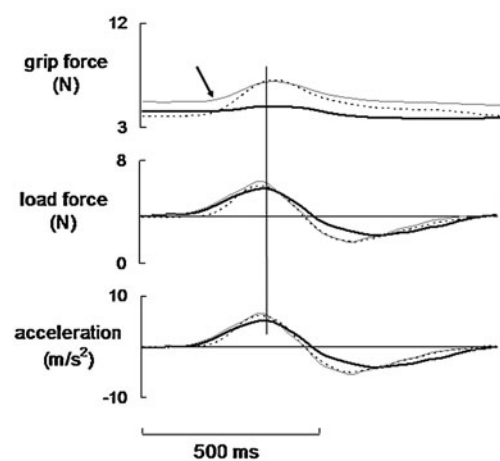 12
grip force
(N)
3
8
load force
(N)
0
10
acceleration
(m/s²)
-10
500 ms